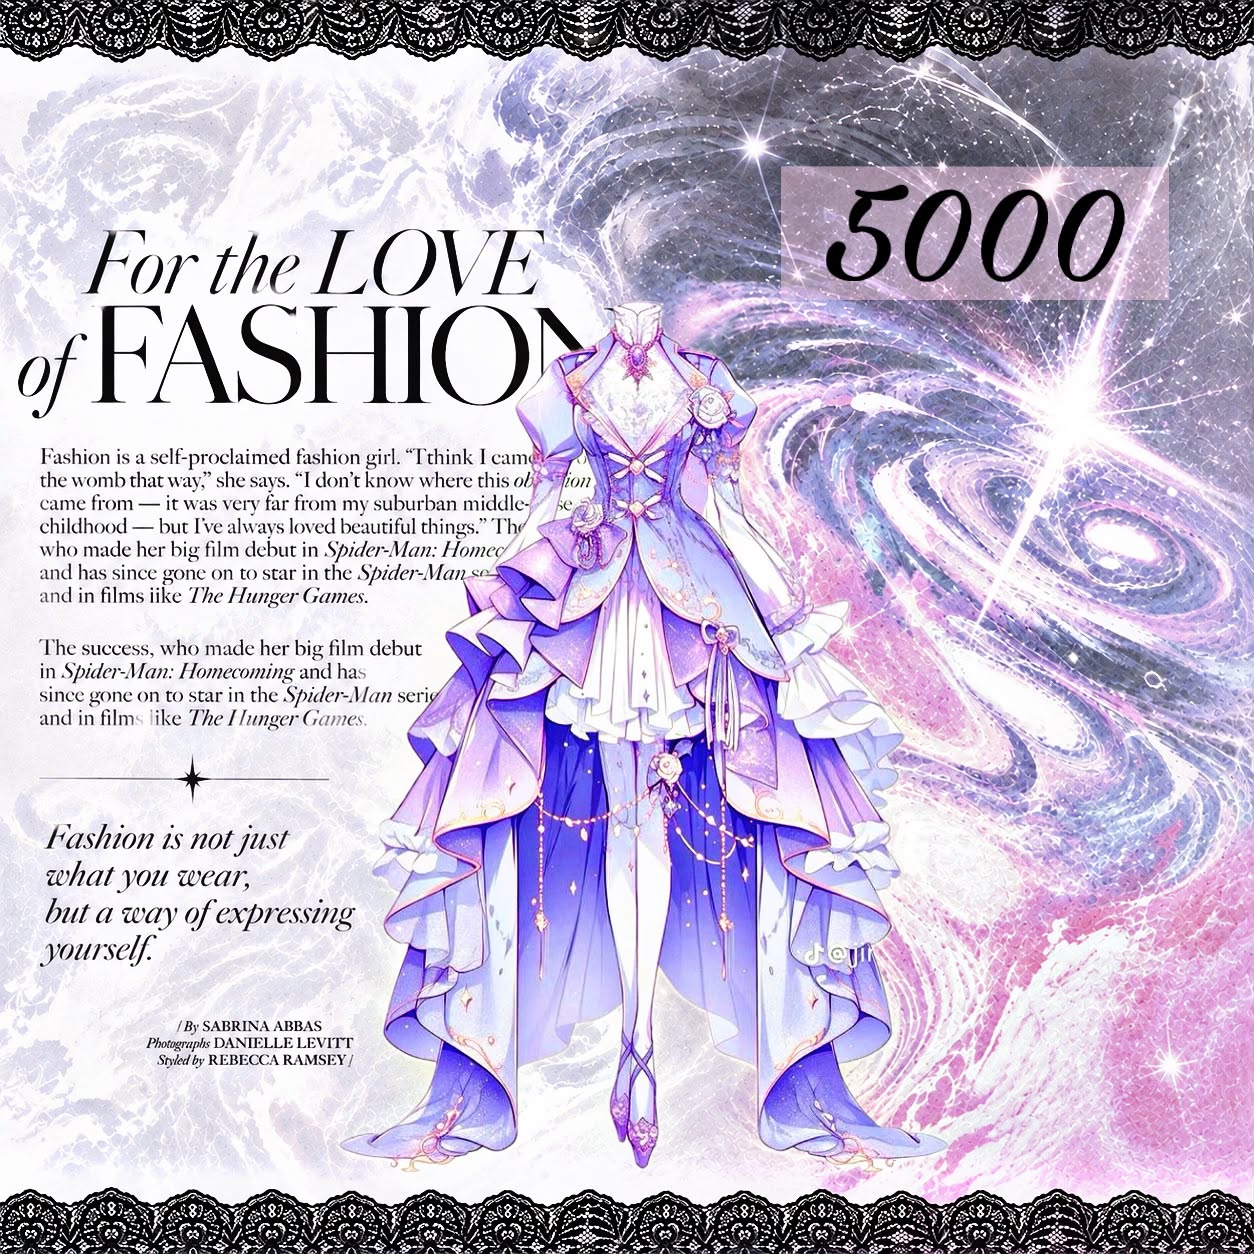 5000
For the LOVE
of FASHION
Fashion is a self-proclaimed fashion girl. “Tthink I came
the womb that way,” she says. “I don’t know where this
came from — it was very far from my suburban middle-
childhood — but I’ve always loved beautiful things.” The
who made her big film debut in Spider-Man: Homec
and has since gone on to star in the Spider-Man se
and in films iike The Hunger Games.
The success, who made her big film debut
in Spider-Man: Homecoming and has
since gone on to star in the Spider-Man serie
and in films like The Hunger Games.
Fashion is not just
what you wear,
but a way of expressing
yourself.
/ By SABRINA ABBAS
Photographs DANIELLE LEVITT
Styled by REBECCA RAMSEY /